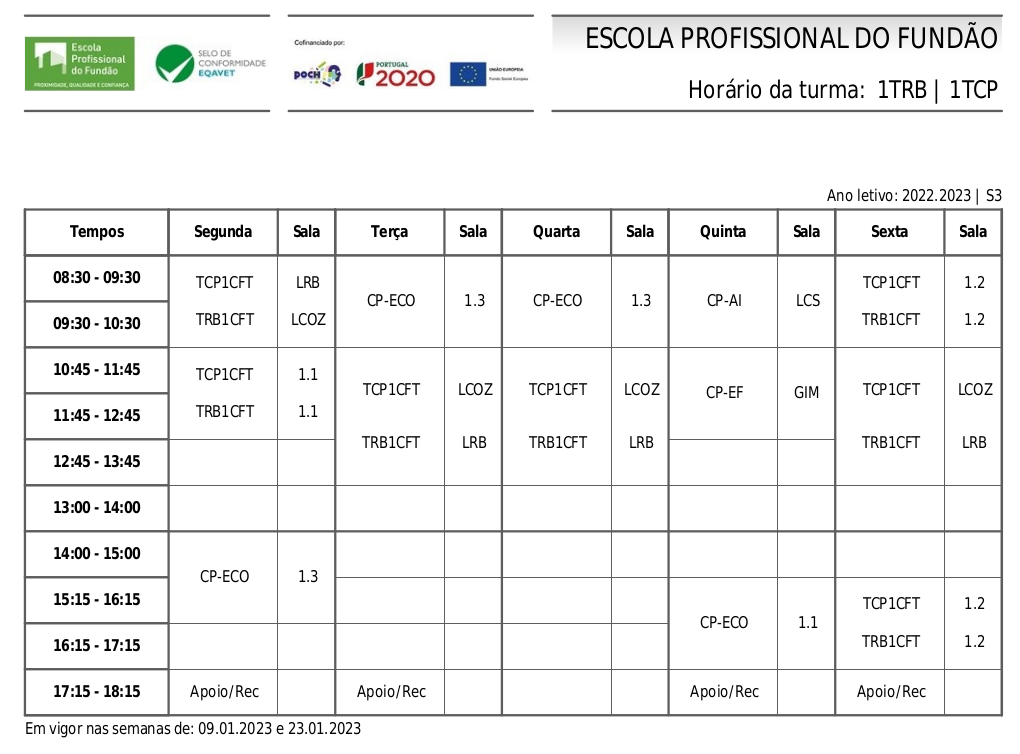 Escola
Profissional
do Fundão
PROXIMIDADE, QUALIDADE E CONFIANÇA
SELO DE
CONFORMIDADE
EQAVET
Cofinanciado por:
POCH
PORTUGAL
2020
UNIÃO EUROPEIA
Fundo Social Europeu
ESCOLA PROFISSIONAL DO FUNDÃO
Horário da turma: 1TRB | 1TCP
Ano letivo: 2022.2023 | S3
Tempos Segunda Sala Terça Sala Quarta Sala Quinta Sala Sexta Sala
08:30 - 09:30 TCP1CFT LRB TCP1CFT 1.2
CP-ECO 1.3 CP-ECO 1.3 CP-AI LCS
09:30 - 10:30 TRB1CFT LCOZ TRB1CFT 1.2
10:45 - 11:45 TCP1CFT 1.1
TCP1CFT LCOZ TCP1CFT LCOZ CP-EF GIM TCP1CFT LCOZ
11:45 - 12:45 TRB1CFT 1.1
TRB1CFT LRB TRB1CFT LRB TRB1CFT LRB
12:45 - 13:45
13:00 - 14:00
14:00 - 15:00
CP-ECO 1.3
15:15 - 16:15 TCP1CFT 1.2
CP-ECO 1.1
16:15 - 17:15 TRB1CFT 1.2
17:15 - 18:15 Apoio/Rec Apoio/Rec Apoio/Rec Apoio/Rec
Em vigor nas semanas de: 09.01.2023 e 23.01.2023